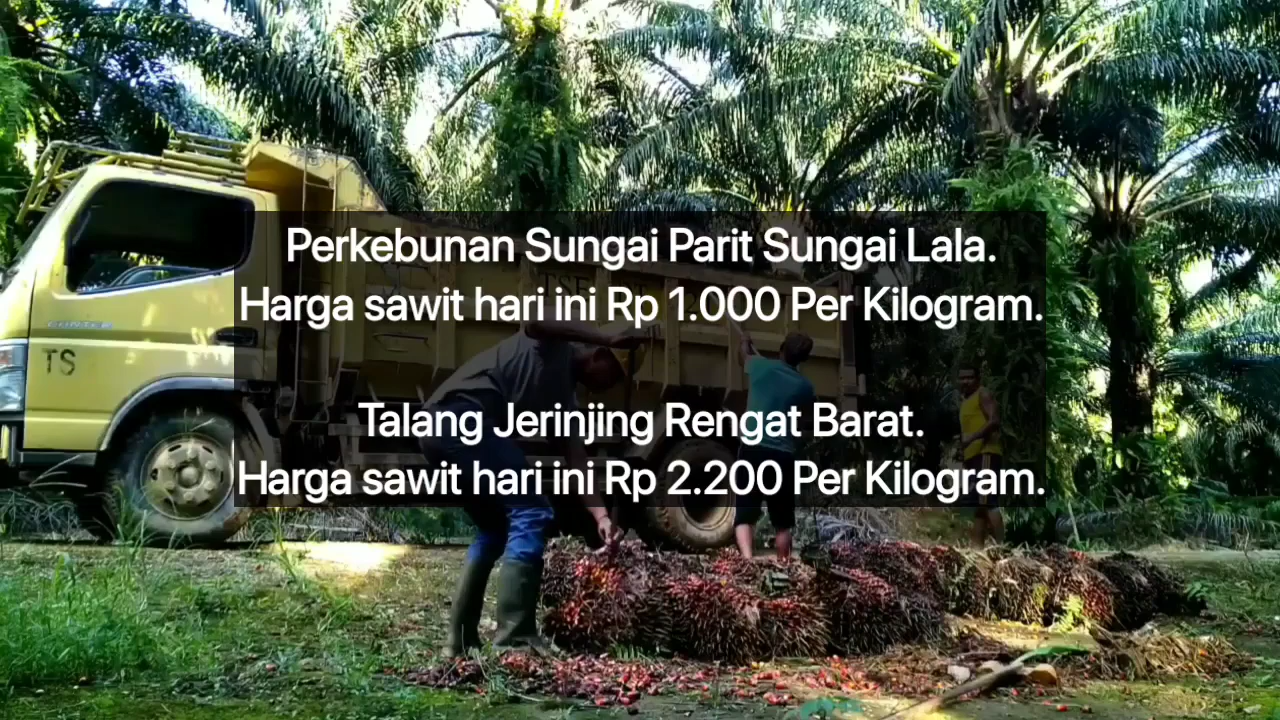 Perkebunan Sungai Parit Sungai Lala.
Harga sawit hari ini Rp 1.000 Per Kilogram.
Talang Jerinjing Rengat Barat.
Harga sawit hari ini Rp 2.200 Per Kilogram.
CANTER
TS